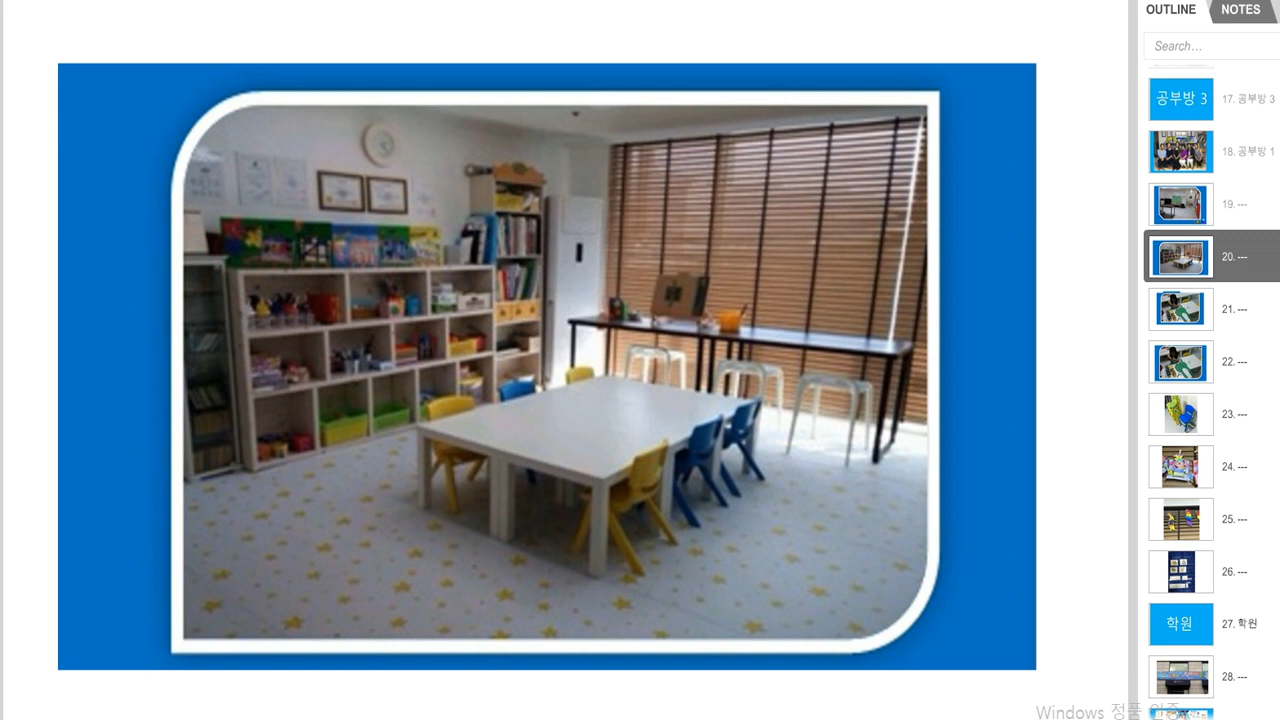 OUTLINE
NOTES
Search...
공부방 3
17. 공부방 3
18. 공부방 1
19. ---
20. ---
21. ---
22. ---
23. ---
24. ---
25. ---
26. ---
학원
27. 학원
28. ---
Windows 정품 인증